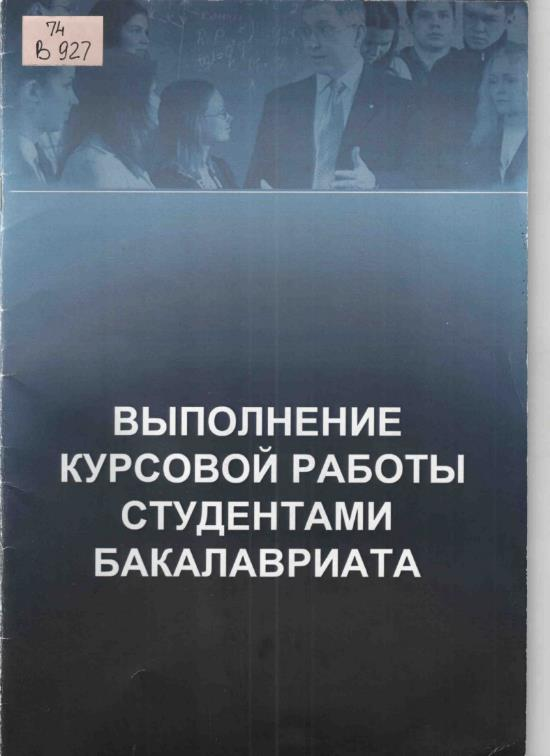 74
В 927
ВЫПОЛНЕНИЕ
КУРСОВОЙ РАБОТЫ
СТУДЕНТАМИ
БАКАЛАВРИАТА